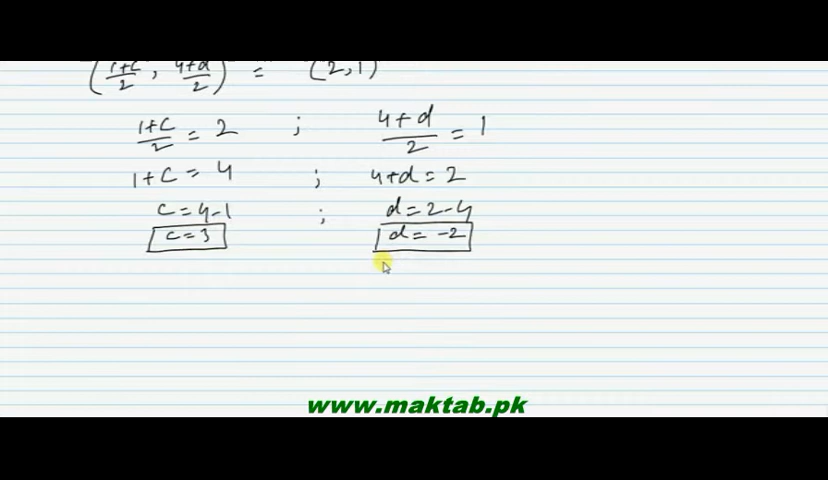 (1+c/2, 4+d/2) = (2,1)
1+c/2 = 2 ; 4+d/2 = 1
1+c = 4 ; 4+d = 2
c = 4-1 ; d = 2-4
c = 3 d = -2
www.maktab.pk